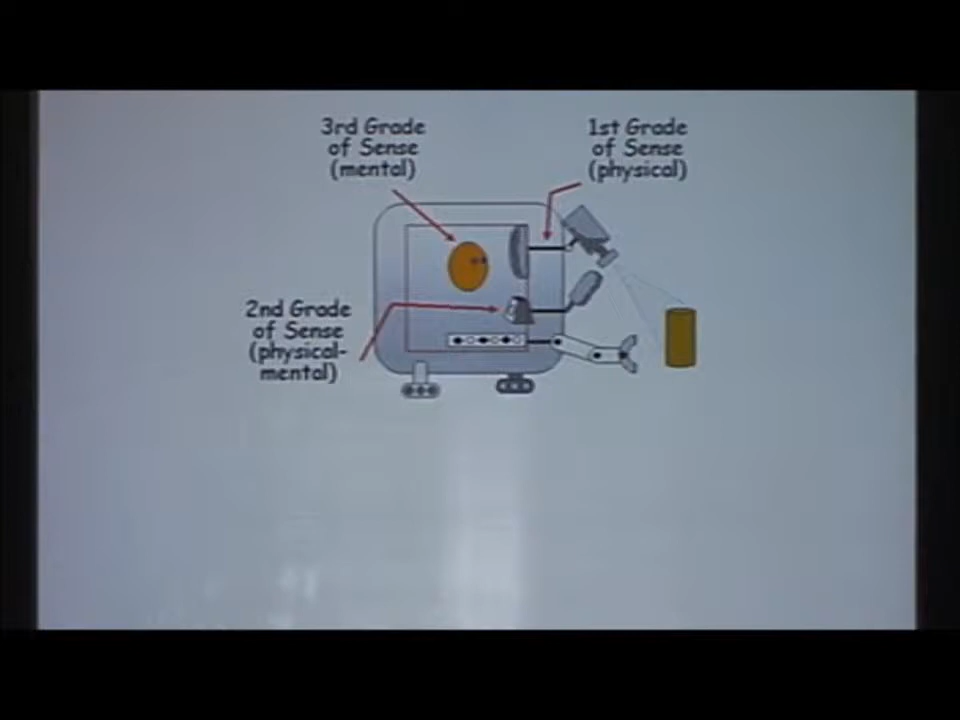 3rd Grade
of Sense
(mental)
1st Grade
of Sense
(physical)
2nd Grade
of Sense
(physical-
mental)